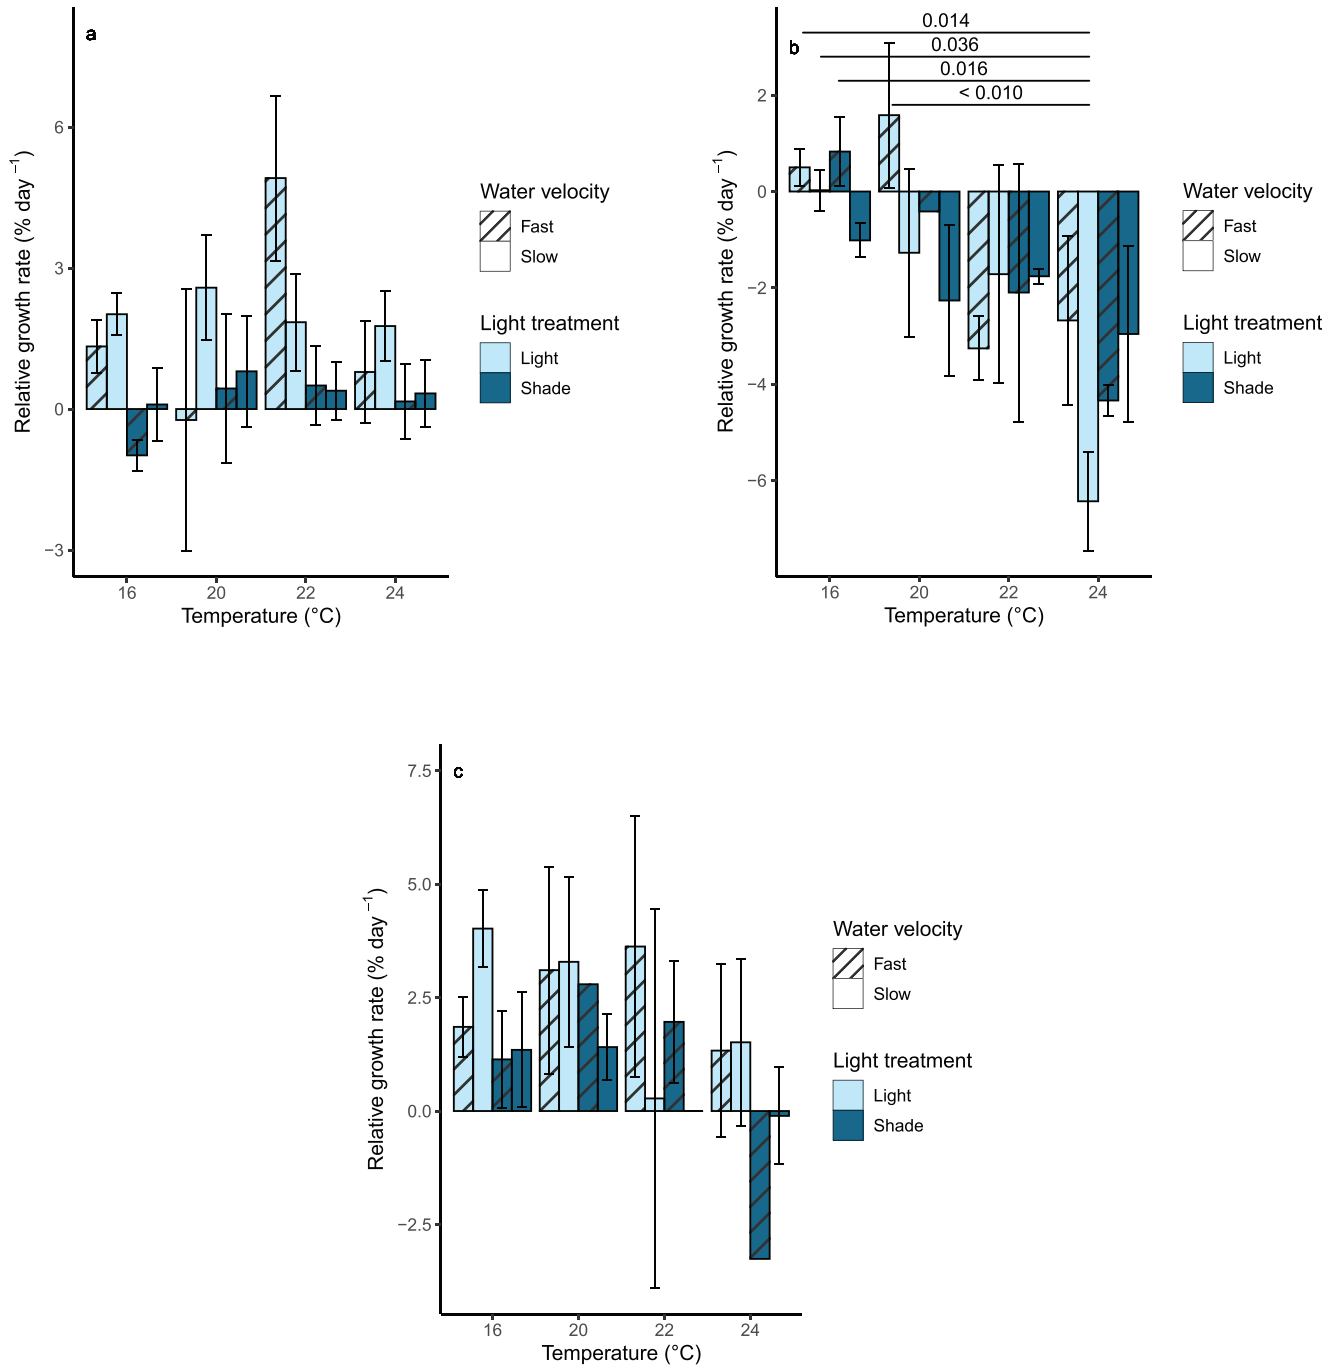 a
6
3
0
−3
Relative growth rate (% day⁻¹)
16
20
22
24
Temperature (°C)
Water velocity
Fast
Slow
Light treatment
Light
Shade
b
0.014
0.036
0.016
< 0.010
2
0
−2
−4
−6
Relative growth rate (% day⁻¹)
16
20
22
24
Temperature (°C)
Water velocity
Fast
Slow
Light treatment
Light
Shade
c
7.5
5.0
2.5
0.0
−2.5
Relative growth rate (% day⁻¹)
16
20
22
24
Temperature (°C)
Water velocity
Fast
Slow
Light treatment
Light
Shade